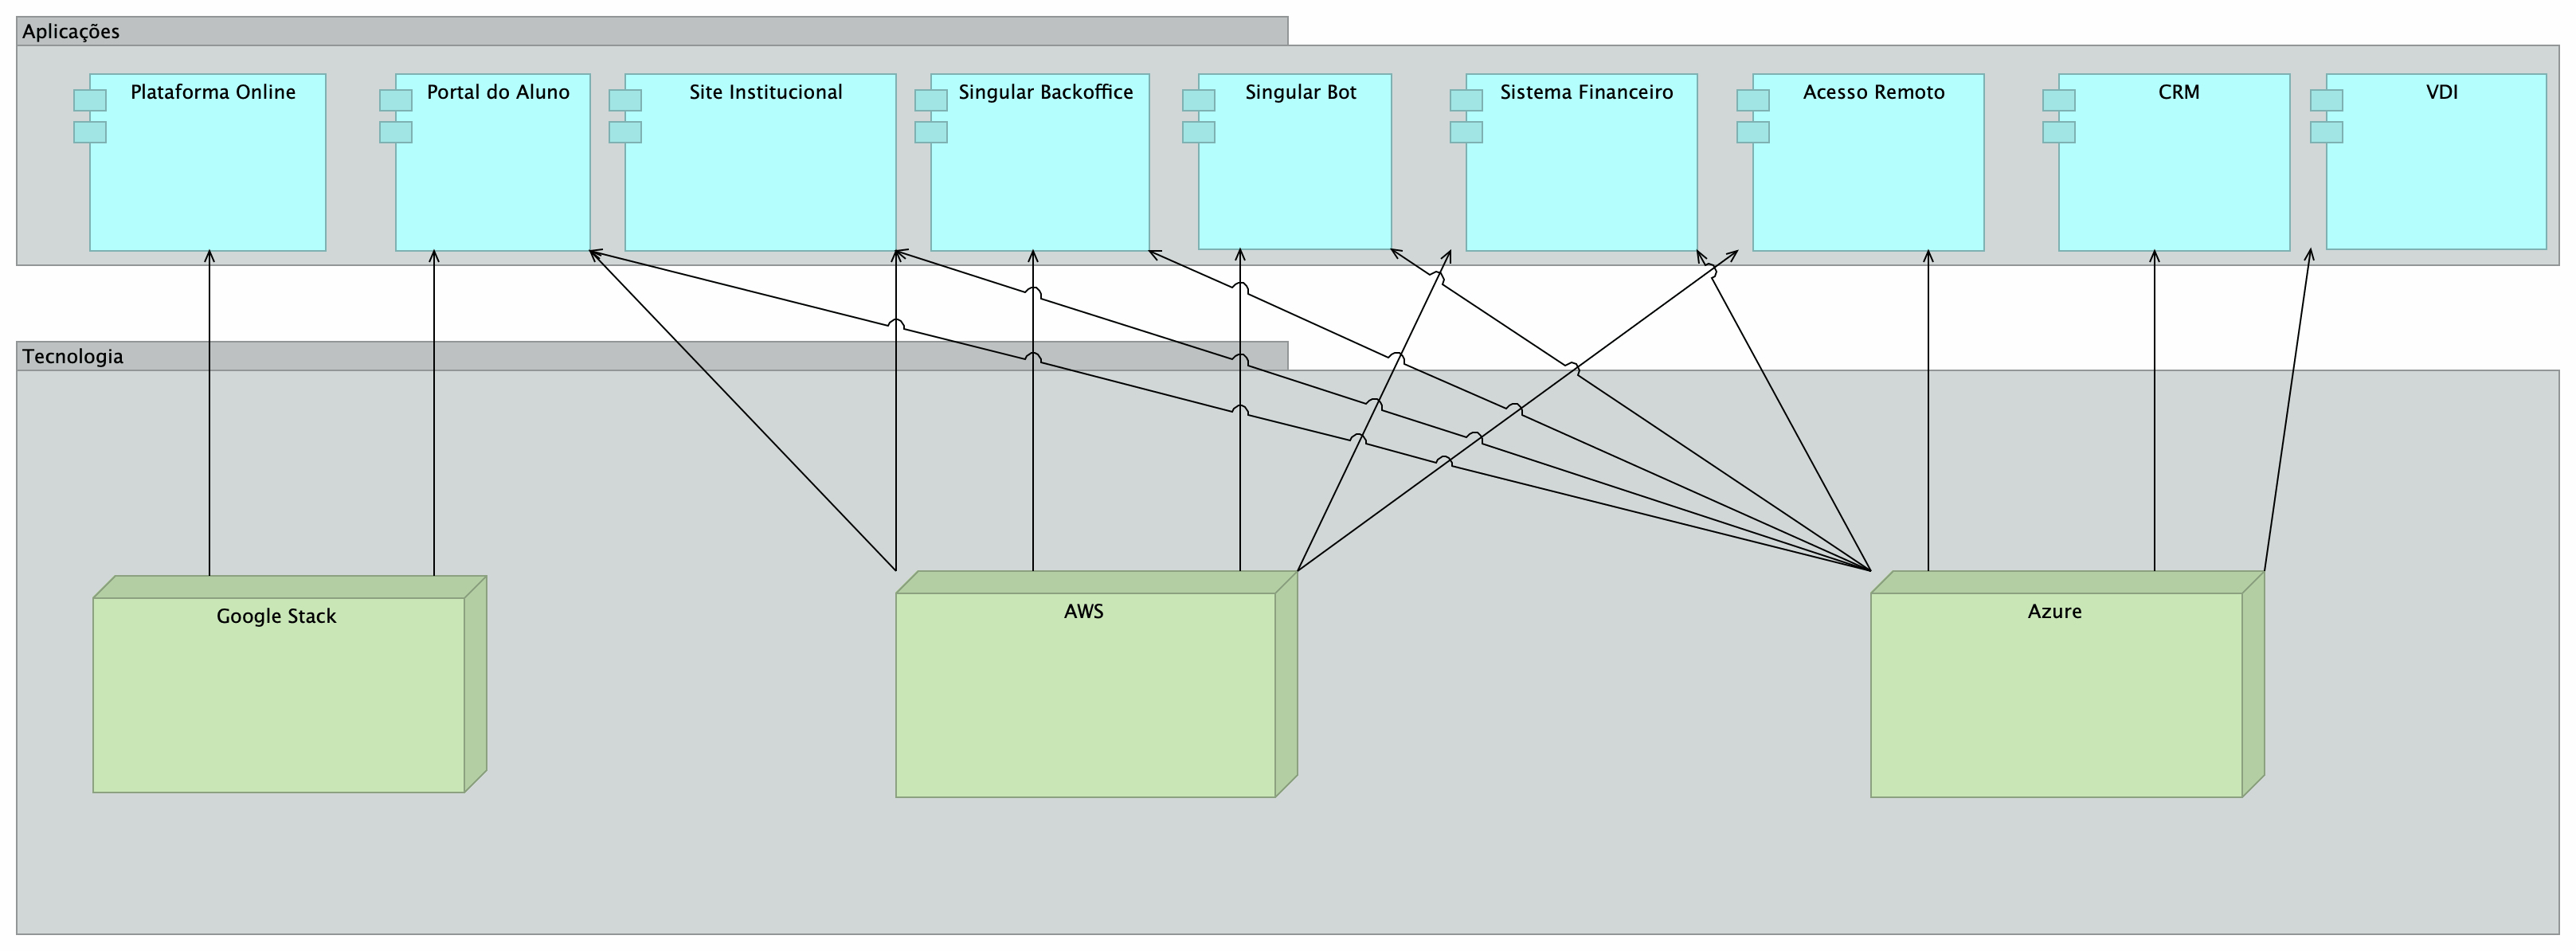 Aplicações
Plataforma Online
Portal do Aluno
Site Institucional
Singular Backoffice
Singular Bot
Sistema Financeiro
Acesso Remoto
CRM
VDI
Tecnologia
Google Stack
AWS
Azure